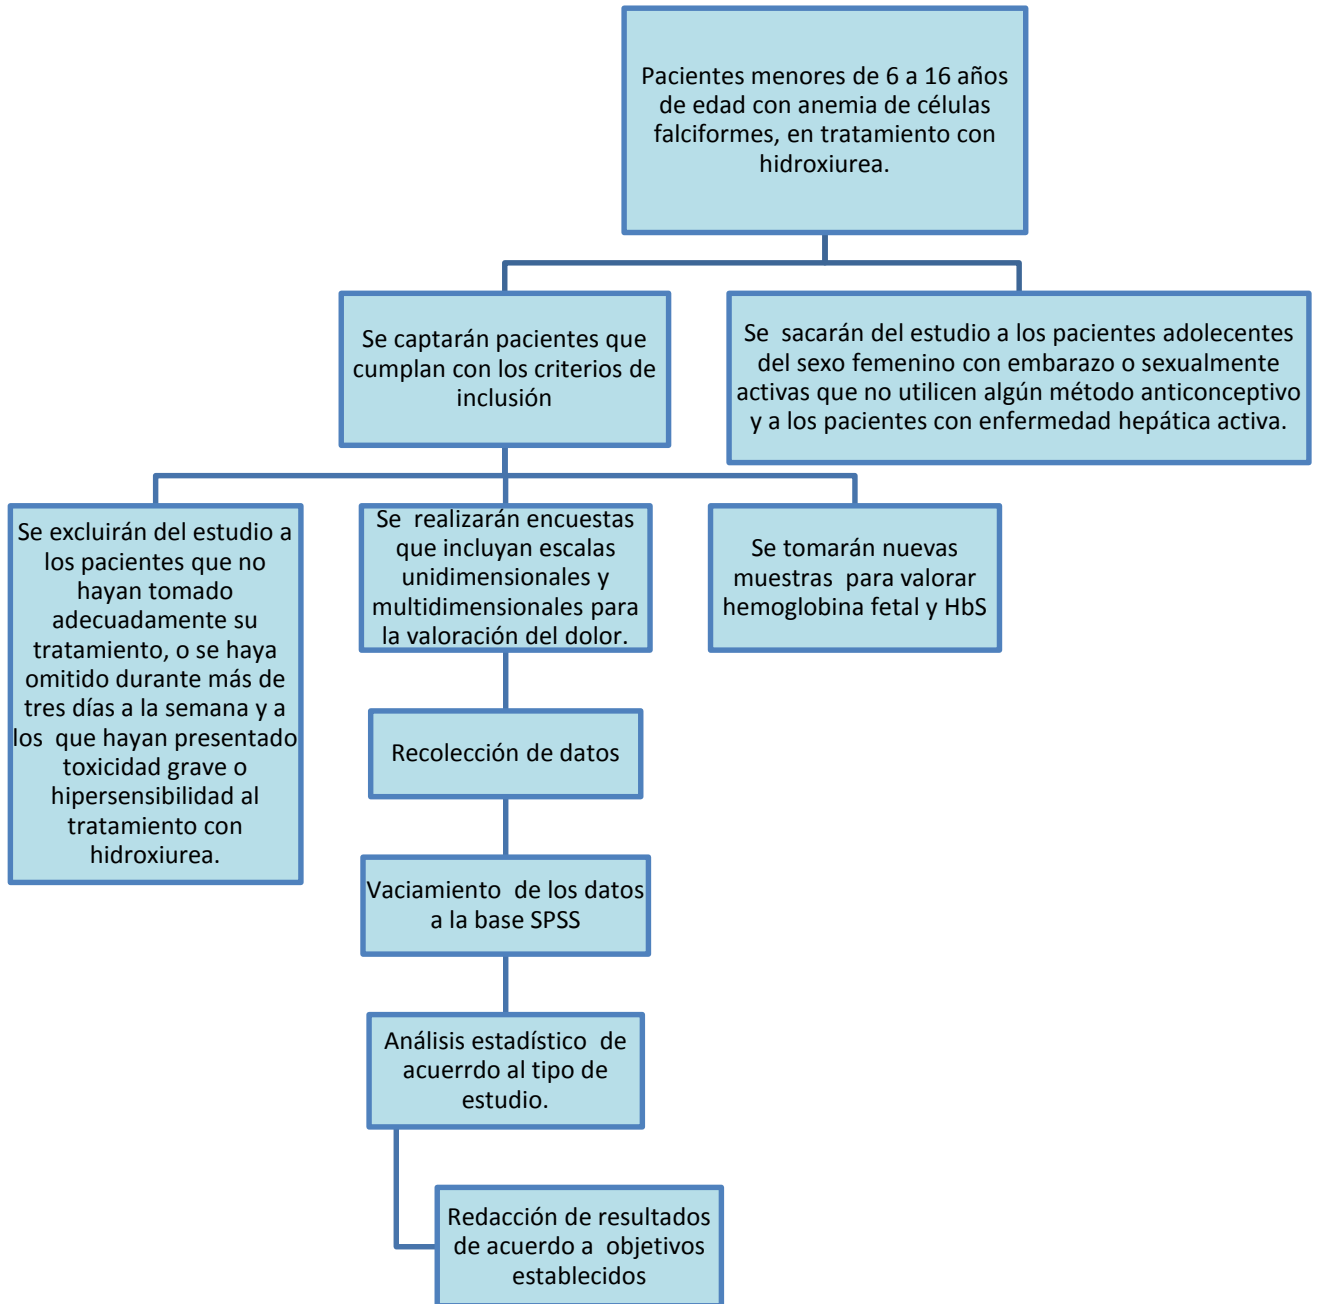 Pacientes menores de 6 a 16 años
de edad con anemia de células
falciformes, en tratamiento con
hidroxiurea.
Se captarán pacientes que
cumplan con los criterios de
inclusión
Se sacarán del estudio a los pacientes adolecentes
del sexo femenino con embarazo o sexualmente
activas que no utilicen algún método anticonceptivo
y a los pacientes con enfermedad hepática activa.
Se excluirán del estudio a
los pacientes que no
hayan tomado
adecuadamente su
tratamiento, o se haya
omitido durante más de
tres días a la semana y a
los que hayan presentado
toxicidad grave o
hipersensibilidad al
tratamiento con
hidroxiurea.
Se realizarán encuestas
que incluyan escalas
unidimensionales y
multidimensionales para
la valoración del dolor.
Se tomarán nuevas
muestras para valorar
hemoglobina fetal y HbS
Recolección de datos
Vaciamiento de los datos
a la base SPSS
Análisis estadístico de
acuerrdo al tipo de
estudio.
Redacción de resultados
de acuerdo a objetivos
establecidos